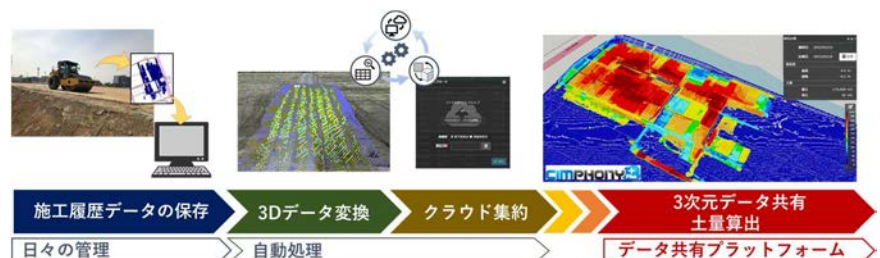 CIMPHONY Plus
施工履歴データの保存
3Dデータ変換
クラウド集約
3次元データ共有
土量算出
日々の管理
自動処理
データ共有プラットフォーム